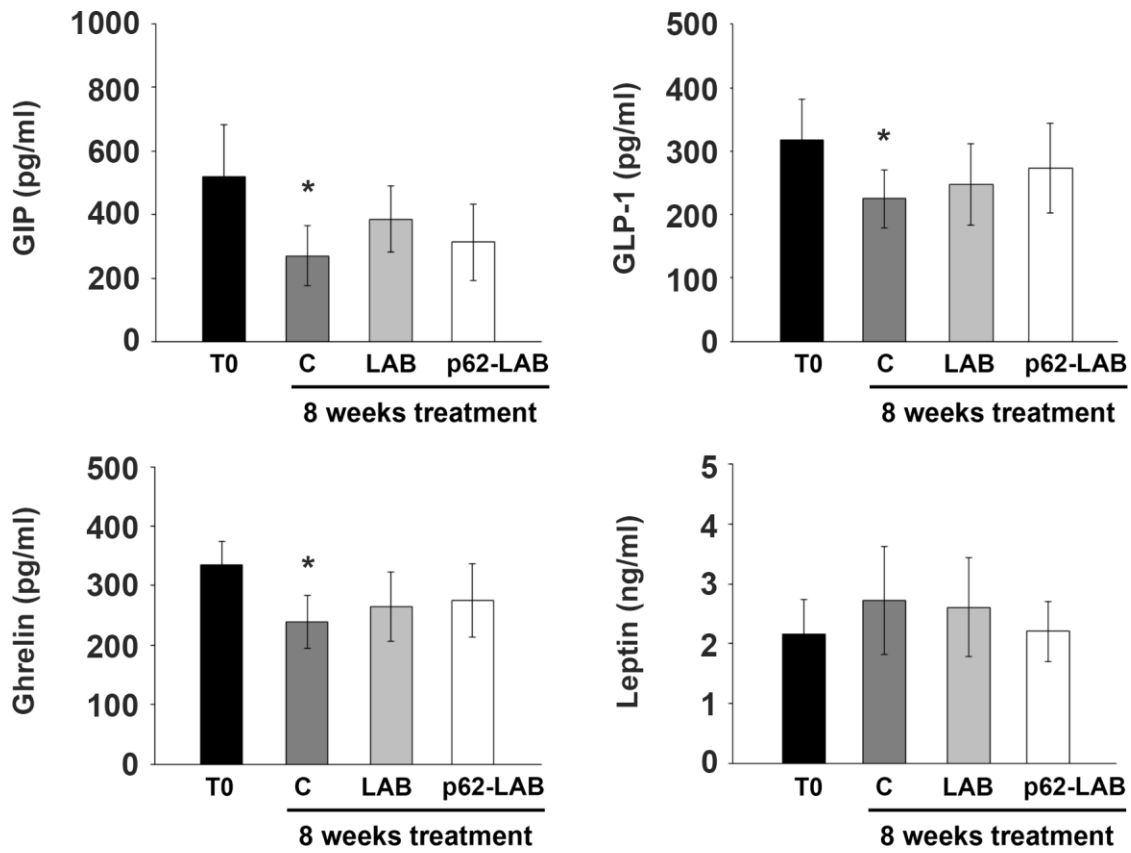 GIP (pg/ml)
1000
800
600
400
200
0
*
T0 C LAB p62-LAB
8 weeks treatment
GLP-1 (pg/ml)
500
400
300
200
100
0
*
T0 C LAB p62-LAB
8 weeks treatment
Ghrelin (pg/ml)
500
400
300
200
100
0
*
T0 C LAB p62-LAB
8 weeks treatment
Leptin (ng/ml)
5
4
3
2
1
0
T0 C LAB p62-LAB
8 weeks treatment